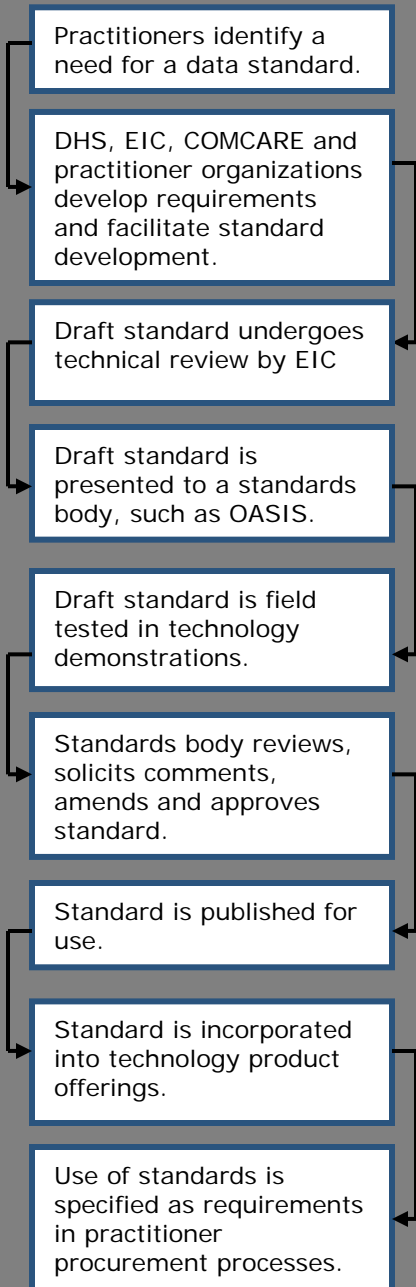 Practitioners identify a
need for a data standard.
DHS, EIC, COMCARE and
practitioner organizations
develop requirements
and facilitate standard
development.
Draft standard undergoes
technical review by EIC
Draft standard is
presented to a standards
body, such as OASIS.
Draft standard is field
tested in technology
demonstrations.
Standards body reviews,
solicits comments,
amends and approves
standard.
Standard is published for
use.
Standard is incorporated
into technology product
offerings.
Use of standards is
specified as requirements
in practitioner
procurement processes.